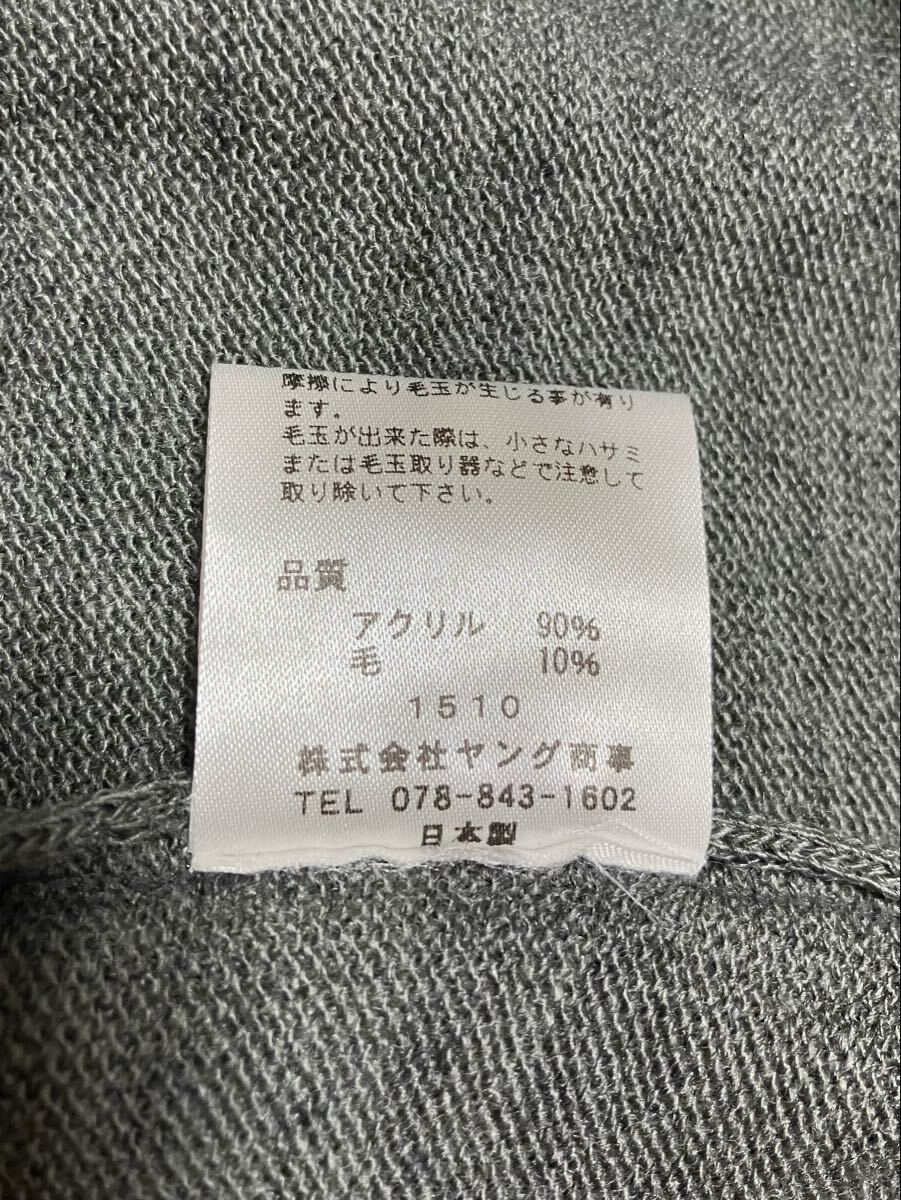 摩擦により毛玉が生じる事が有り
ます。
毛玉が出来た際は、小さなハサミ
または毛玉取り器などで注意して
取り除いて下さい。
品質
アクリル 90%
毛 10%
1510
株式会社ヤング商事
TEL 078-843-1602
日本製